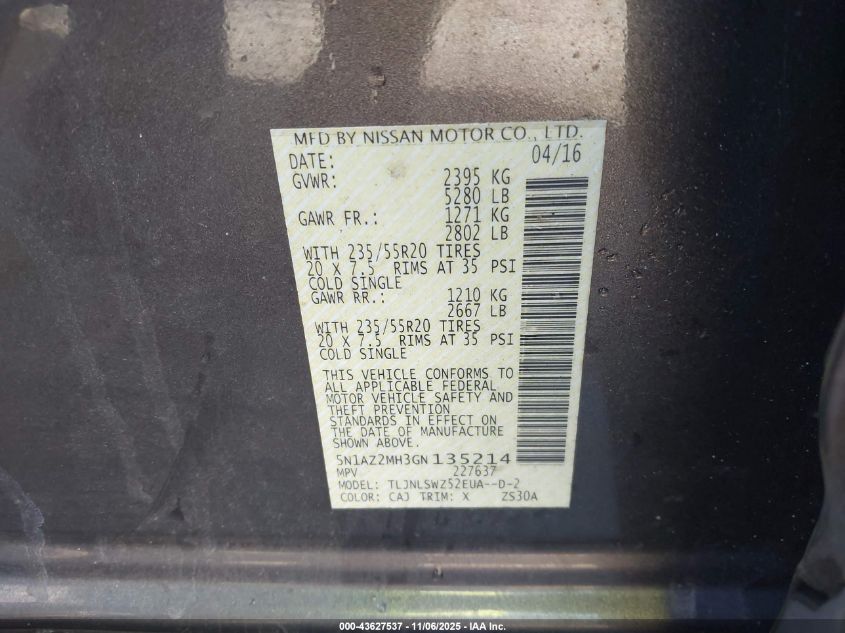 MFD BY NISSAN MOTOR CO., LTD.
DATE: 04/16
GVWR: 2395 KG
5280 LB
GAWR FR.: 1271 KG
2802 LB
WITH 235/55R20 TIRES
20 X 7.5 RIMS AT 35 PSI
COLD SINGLE
GAWR RR.: 1210 KG
2667 LB
WITH 235/55R20 TIRES
20 X 7.5 RIMS AT 35 PSI
COLD SINGLE
THIS VEHICLE CONFORMS TO
ALL APPLICABLE FEDERAL
MOTOR VEHICLE SAFETY AND
THEFT PREVENTION
STANDARDS IN EFFECT ON
THE DATE OF MANUFACTURE
SHOWN ABOVE.
5N1AZ2MH3GN135214
MPV 227637
MODEL: TLJNLSWZ52EUA--D-2
COLOR: CAJ TRIM: X ZS30A
000-43627537 - 11/06/2025 - IAA Inc.